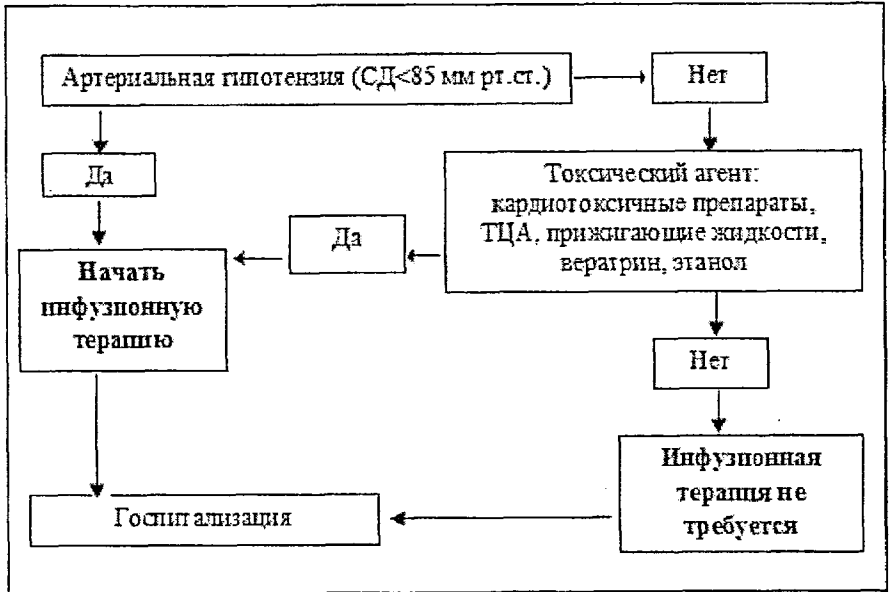 Артериальная гипотензия (СД<85 мм рт.ст.)
Нет
Да
Токсический агент:
кардиотоксичные препараты,
ТЦА, прижигающие жидкости,
вератрин, этанол
Да
Начать
инфузионную
терапию
Нет
Инфузионная
терапия не
требуется
Госпитализация